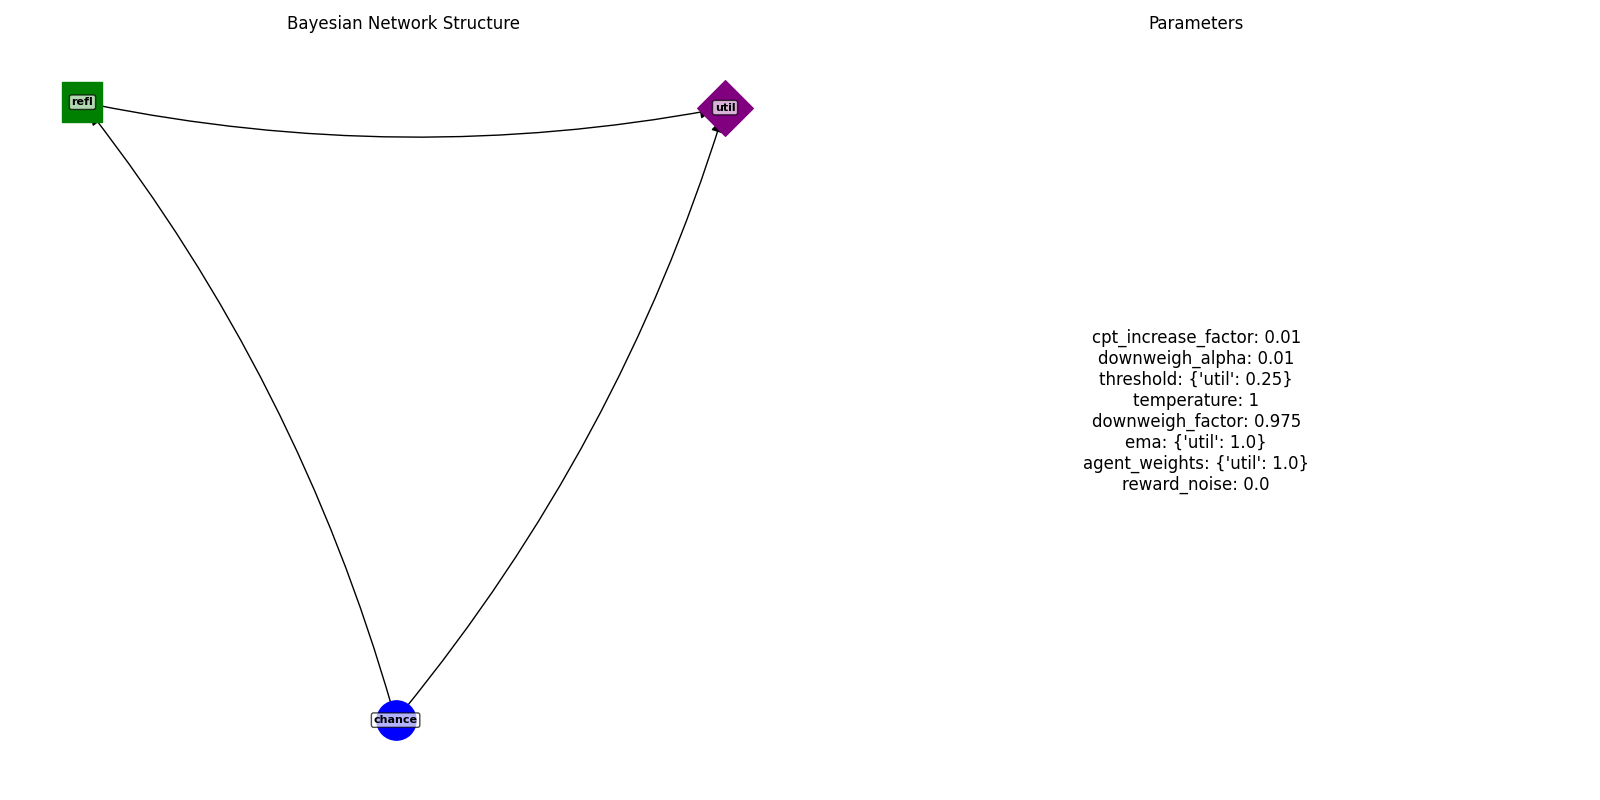 Bayesian Network Structure
Parameters
refl
util
chance
cpt_increase_factor: 0.01
downweigh_alpha: 0.01
threshold: {'util': 0.25}
temperature: 1
downweigh_factor: 0.975
ema: {'util': 1.0}
agent_weights: {'util': 1.0}
reward_noise: 0.0